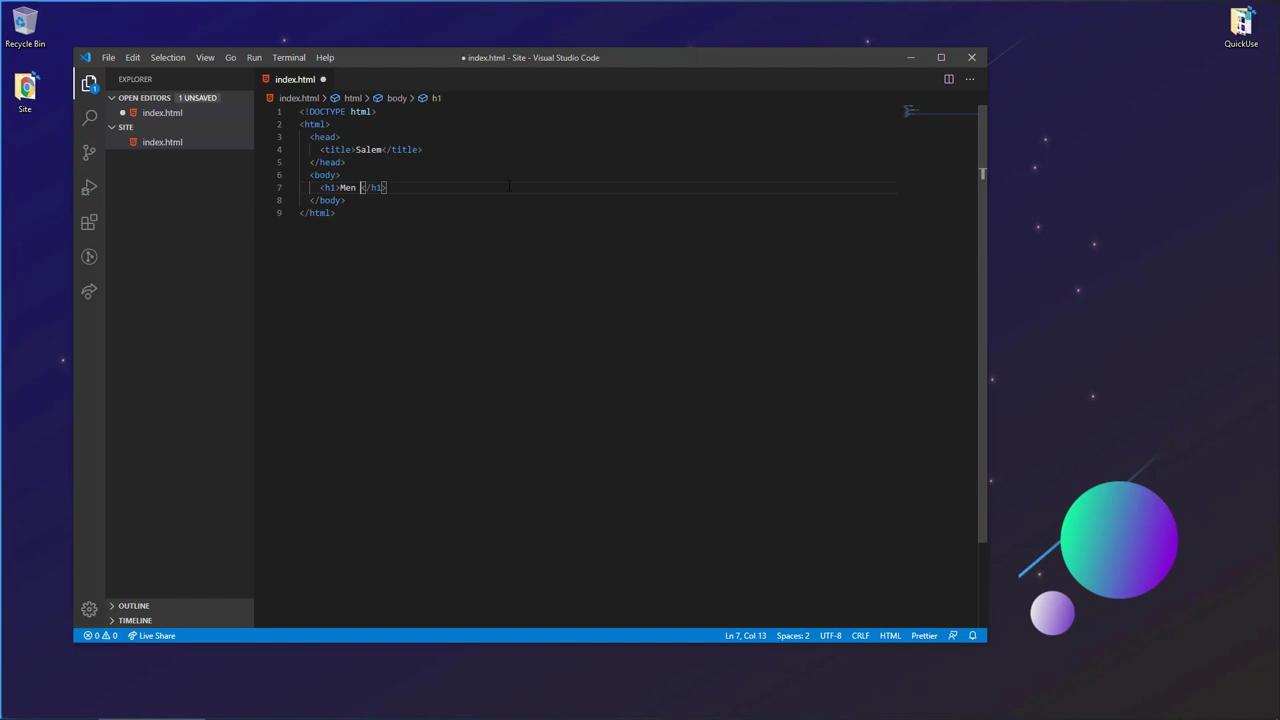 Recycle Bin
Site
QuickUse
File Edit Selection View Go Run Terminal Help
● index.html - Site - Visual Studio Code
EXPLORER
OPEN EDITORS 1 UNSAVED
index.html
SITE
index.html
OUTLINE
TIMELINE
1
index.html ●
index.html > html > body > h1
1 <!DOCTYPE html>
2 <html>
3 <head>
4 <title>Salem</title>
5 </head>
6 <body>
7 <h1>Men </h1>
8 </body>
9 </html>
0 0 Live Share
Ln 7, Col 13 Spaces: 2 UTF-8 CRLF HTML Prettier